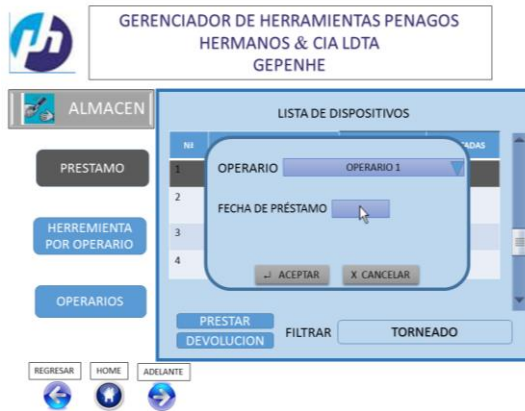 GERENCIADOR DE HERRAMIENTAS PENAGOS
HERMANOS & CIA LDTA
GEPENHE
ALMACEN
LISTA DE DISPOSITIVOS
PRESTAMO
HERREMIENTA
POR OPERARIO
OPERARIOS
1
2
3
4
OPERARIO
OPERARIO 1
FECHA DE PRÉSTAMO
ACEPTAR
X CANCELAR
PRESTAR
DEVOLUCION
FILTRAR
TORNEADO
REGRESAR
HOME
ADELANTE